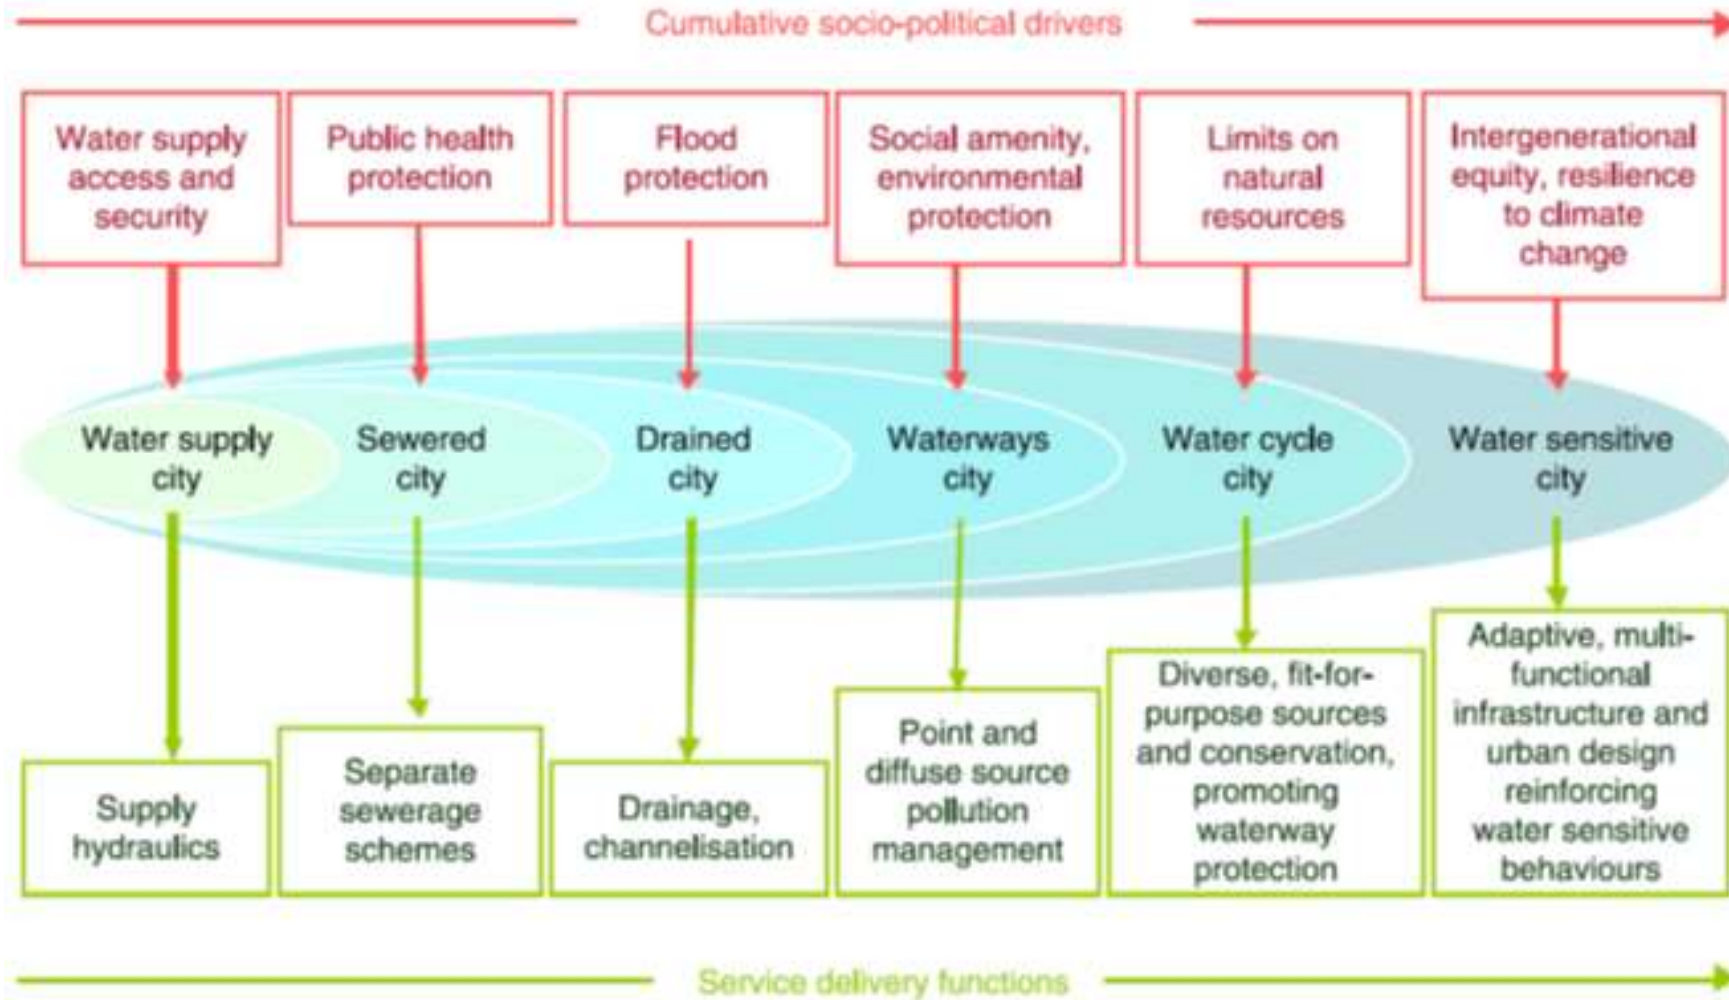 Cumulative socio-political drivers
Water supply
access and
security
Public health
protection
Flood
protection
Social amenity,
environmental
protection
Limits on
natural
resources
Intergenerational
equity, resilience
to climate
change
Water supply
city
Sewered
city
Drained
city
Waterways
city
Water cycle
city
Water sensitive
city
Supply
hydraulics
Separate
sewerage
schemes
Drainage,
channelisation
Point and
diffuse source
pollution
management
Diverse, fit-for-
purpose sources
and conservation,
promoting
waterway
protection
Adaptive, multi-
functional
infrastructure and
urban design
reinforcing
water sensitive
behaviours
Service delivery functions